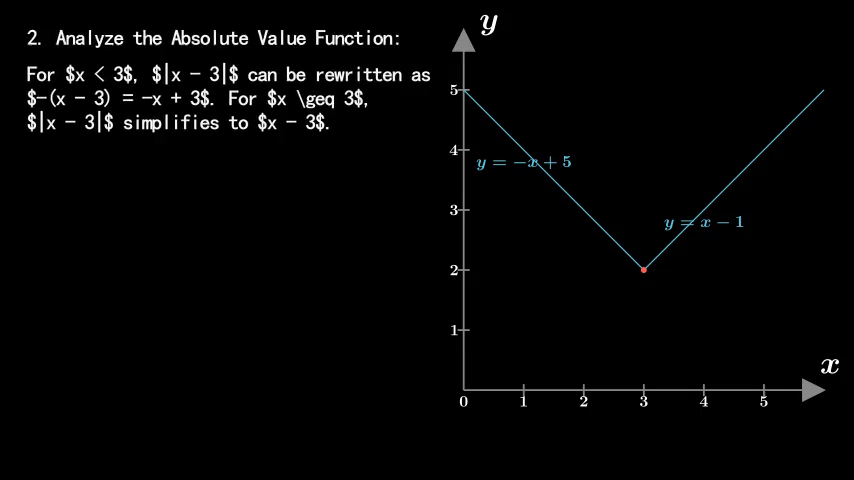 2. Analyze the Absolute Value Function:
For $x < 3$, $|x - 3|$ can be rewritten as
$-(x - 3) = -x + 3$. For $x \geq 3$,
$|x - 3|$ simplifies to $x - 3$.
y
5
4
3
2
1
y = −x + 5
y = x − 1
x
0 1 2 3 4 5